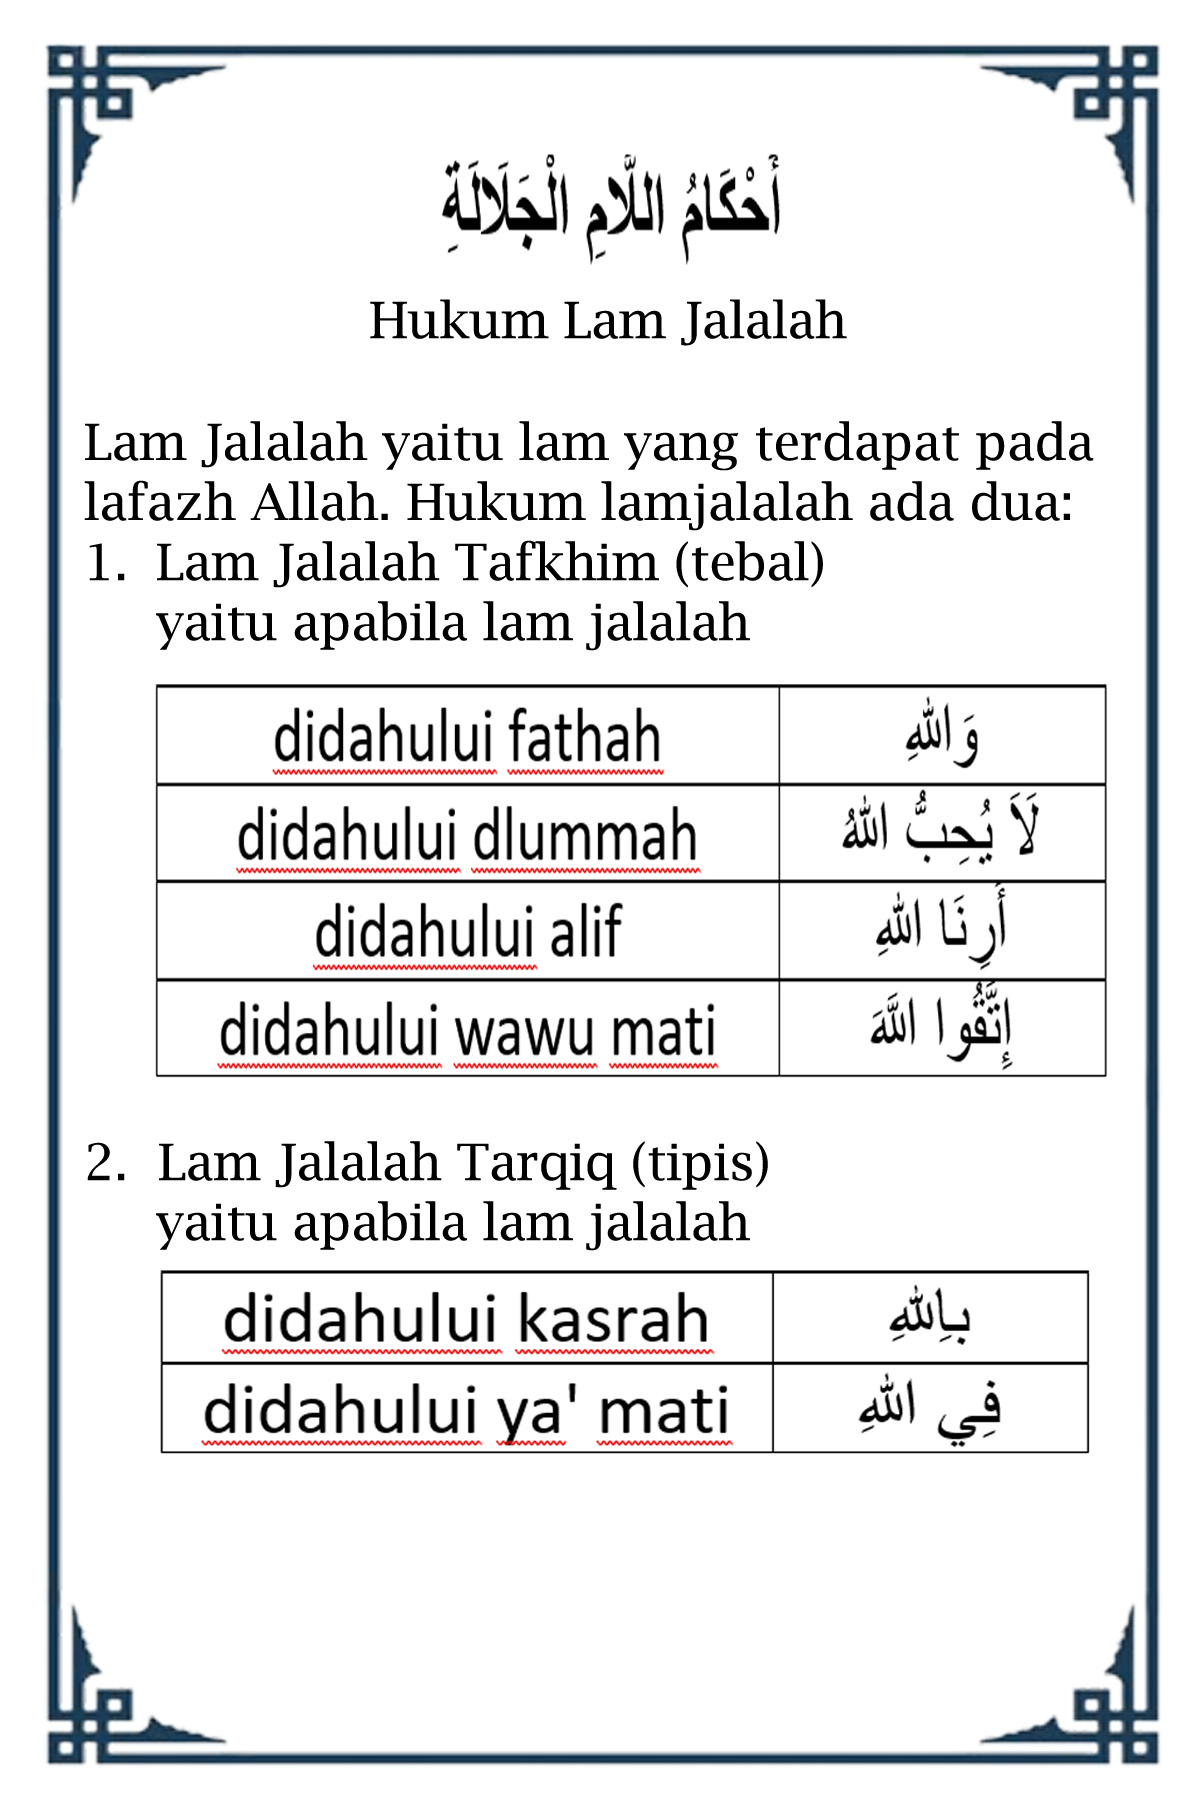 أَحْكَامُ اللَّامِ الْجَلَالَةِ
Hukum Lam Jalalah
Lam Jalalah yaitu lam yang terdapat pada
lafazh Allah. Hukum lamjalalah ada dua:
1. Lam Jalalah Tafkhim (tebal)
yaitu apabila lam jalalah
didahului fathah وَاللهِ
didahului dlummah لَا يُحِبُّ اللهُ
didahului alif أَرِنَا اللهِ
didahului wawu mati إِتَّقُوا اللَّهَ
2. Lam Jalalah Tarqiq (tipis)
yaitu apabila lam jalalah
didahului kasrah بِاللهِ
didahului ya' mati فِي اللهِ